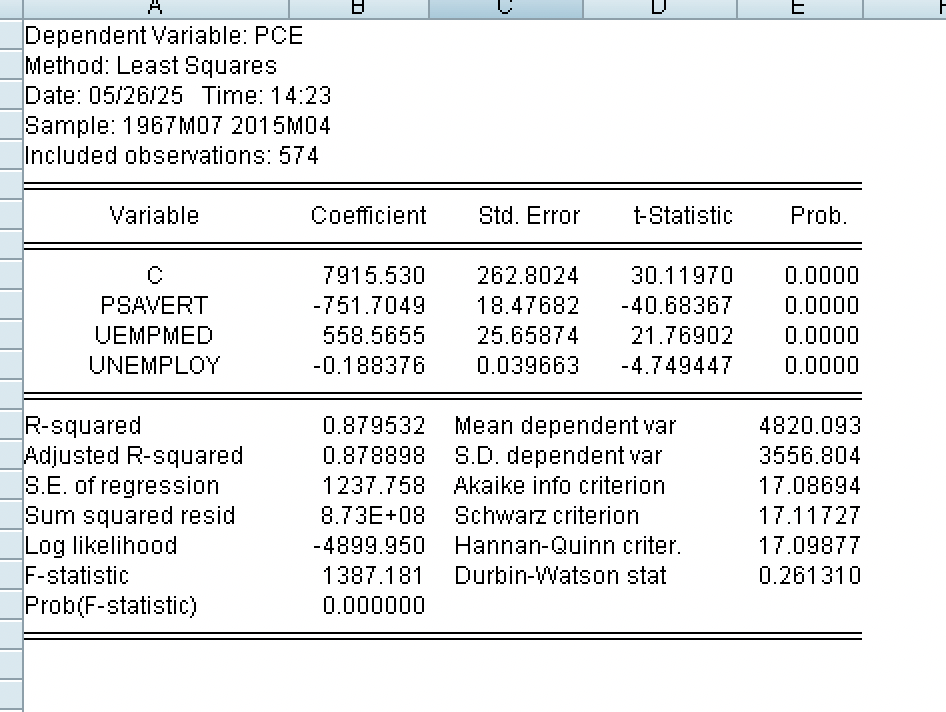 A B C D E F
Dependent Variable: PCE
Method: Least Squares
Date: 05/26/25 Time: 14:23
Sample: 1967M07 2015M04
Included observations: 574
Variable Coefficient Std. Error t-Statistic Prob.
C 7915.530 262.8024 30.11970 0.0000
PSAVERT -751.7049 18.47682 -40.68367 0.0000
UEMPMED 558.5655 25.65874 21.76902 0.0000
UNEMPLOY -0.188376 0.039663 -4.749447 0.0000
R-squared 0.879532 Mean dependent var 4820.093
Adjusted R-squared 0.878898 S.D. dependent var 3556.804
S.E. of regression 1237.758 Akaike info criterion 17.08694
Sum squared resid 8.73E+08 Schwarz criterion 17.11727
Log likelihood -4899.950 Hannan-Quinn criter. 17.09877
F-statistic 1387.181 Durbin-Watson stat 0.261310
Prob(F-statistic) 0.000000